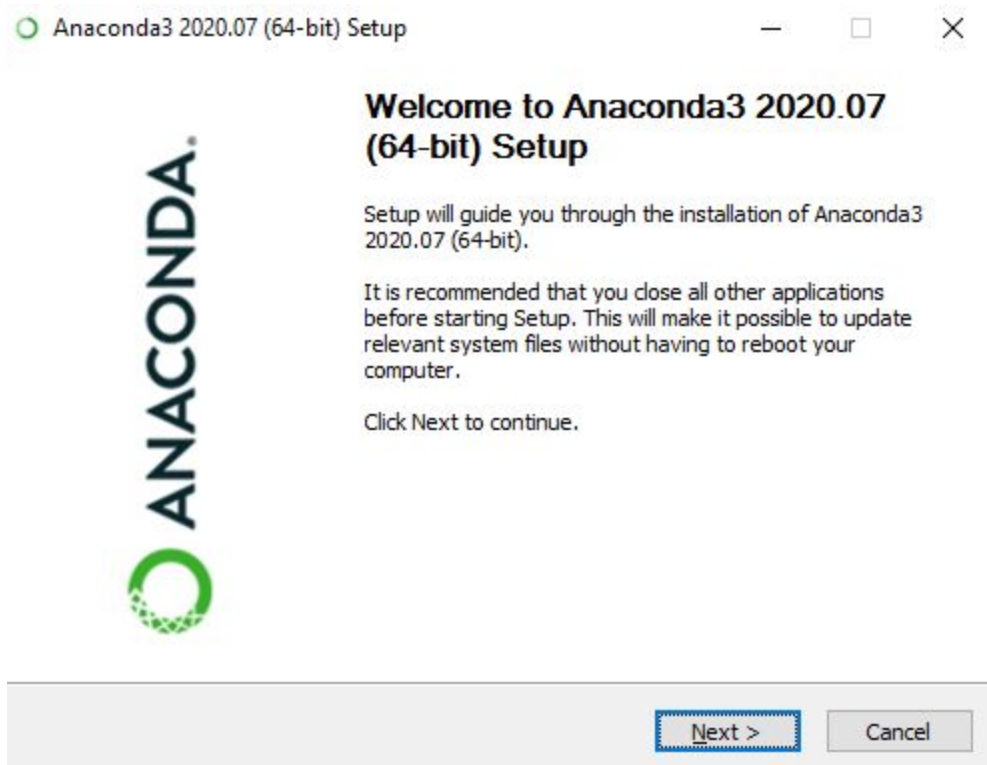 Anaconda3 2020.07 (64-bit) Setup
Welcome to Anaconda3 2020.07
(64-bit) Setup
Setup will guide you through the installation of Anaconda3
2020.07 (64-bit).
It is recommended that you close all other applications
before starting Setup. This will make it possible to update
relevant system files without having to reboot your
computer.
Click Next to continue.
ANACONDA.
Next >
Cancel